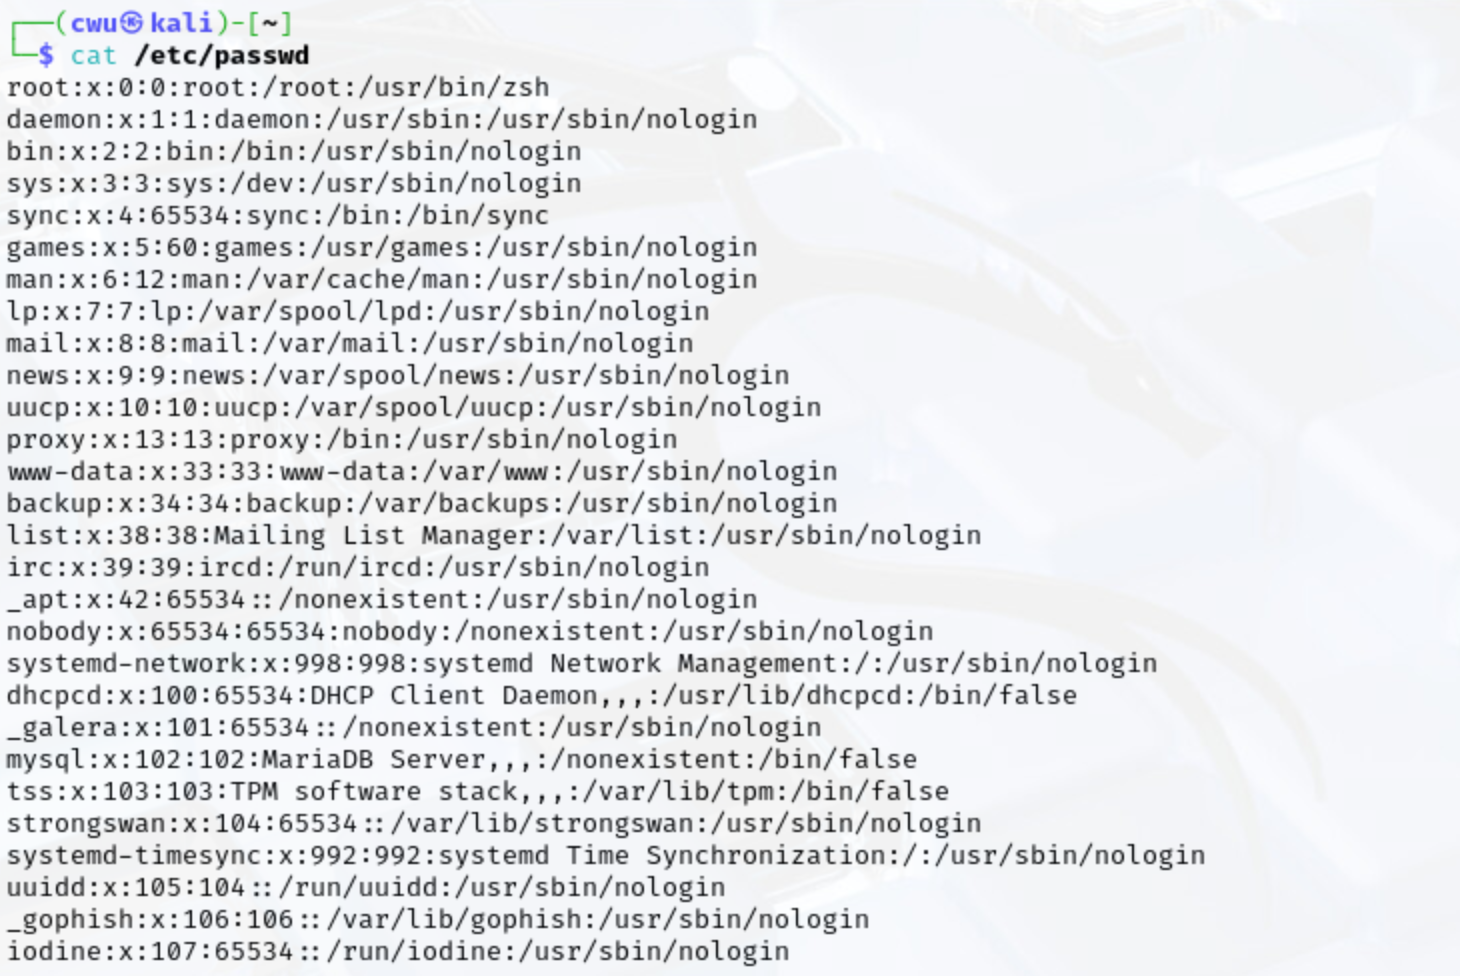 ┌──(cwu㉿kali)-[~]
└─$ cat /etc/passwd
root:x:0:0:root:/root:/usr/bin/zsh
daemon:x:1:1:daemon:/usr/sbin:/usr/sbin/nologin
bin:x:2:2:bin:/bin:/usr/sbin/nologin
sys:x:3:3:sys:/dev:/usr/sbin/nologin
sync:x:4:65534:sync:/bin:/bin/sync
games:x:5:60:games:/usr/games:/usr/sbin/nologin
man:x:6:12:man:/var/cache/man:/usr/sbin/nologin
lp:x:7:7:lp:/var/spool/lpd:/usr/sbin/nologin
mail:x:8:8:mail:/var/mail:/usr/sbin/nologin
news:x:9:9:news:/var/spool/news:/usr/sbin/nologin
uucp:x:10:10:uucp:/var/spool/uucp:/usr/sbin/nologin
proxy:x:13:13:proxy:/bin:/usr/sbin/nologin
www-data:x:33:33:www-data:/var/www:/usr/sbin/nologin
backup:x:34:34:backup:/var/backups:/usr/sbin/nologin
list:x:38:38:Mailing List Manager:/var/list:/usr/sbin/nologin
irc:x:39:39:ircd:/run/ircd:/usr/sbin/nologin
_apt:x:42:65534::/nonexistent:/usr/sbin/nologin
nobody:x:65534:65534:nobody:/nonexistent:/usr/sbin/nologin
systemd-network:x:998:998:systemd Network Management:/:/usr/sbin/nologin
dhcpcd:x:100:65534:DHCP Client Daemon,,,:/usr/lib/dhcpcd:/bin/false
_galera:x:101:65534::/nonexistent:/usr/sbin/nologin
mysql:x:102:102:MariaDB Server,,,:/nonexistent:/bin/false
tss:x:103:103:TPM software stack,,,:/var/lib/tpm:/bin/false
strongswan:x:104:65534::/var/lib/strongswan:/usr/sbin/nologin
systemd-timesync:x:992:992:systemd Time Synchronization:/:/usr/sbin/nologin
uuidd:x:105:104::/run/uuidd:/usr/sbin/nologin
_gophish:x:106:106::/var/lib/gophish:/usr/sbin/nologin
iodine:x:107:65534::/run/iodine:/usr/sbin/nologin